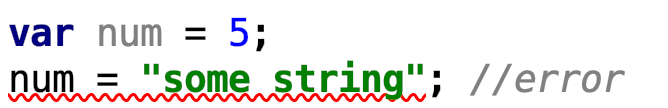 var num = 5;
num = "some string"; //error